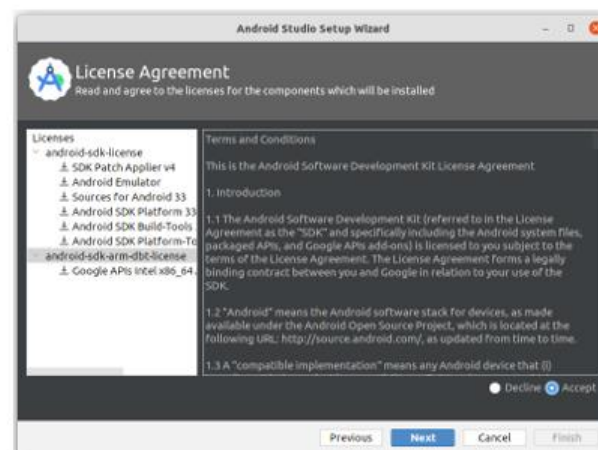 Android Studio Setup Wizard
License Agreement
Read and agree to the licenses for the components which will be installed
Licenses
android-sdk-license
SDK Patch Applier v4
Android Emulator
Sources for Android 33
Android SDK Platform 33
Android SDK Build-Tools
Android SDK Platform-To
android-sdk-arm-dbt-license
Google APIs Intel x86_64.
Terms and Conditions
This is the Android Software Development Kit License Agreement
1. Introduction
1.1 The Android Software Development Kit (referred to in the License
Agreement as the "SDK" and specifically including the Android system files,
packaged APIs, and Google APIs add-ons) is licensed to you subject to the
terms of the License Agreement. The License Agreement forms a legally
binding contract between you and Google in relation to your use of the
SDK.
1.2 "Android" means the Android software stack for devices, as made
available under the Android Open Source Project, which is located at the
following URL: http://source.android.com/, as updated from time to time.
1.3 A "compatible implementation" means any Android device that (i)
Decline Accept
Previous Next Cancel Finish